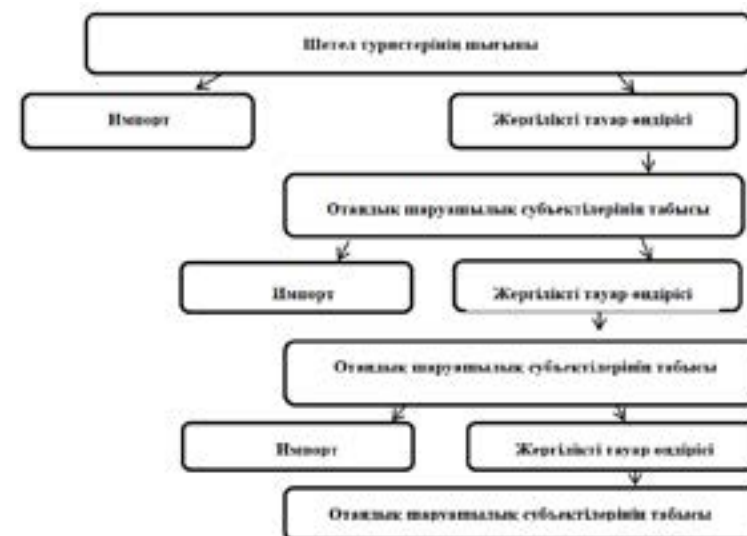 Шетел туристерінің шығыны
Импорт
Жергілікті тауар өндірісі
Отандық шаруашылық субъектілерінің табысы
Импорт
Жергілікті тауар өндірісі
Отандық шаруашылық субъектілерінің табысы
Импорт
Жергілікті тауар өндірісі
Отандық шаруашылық субъектілерінің табысы